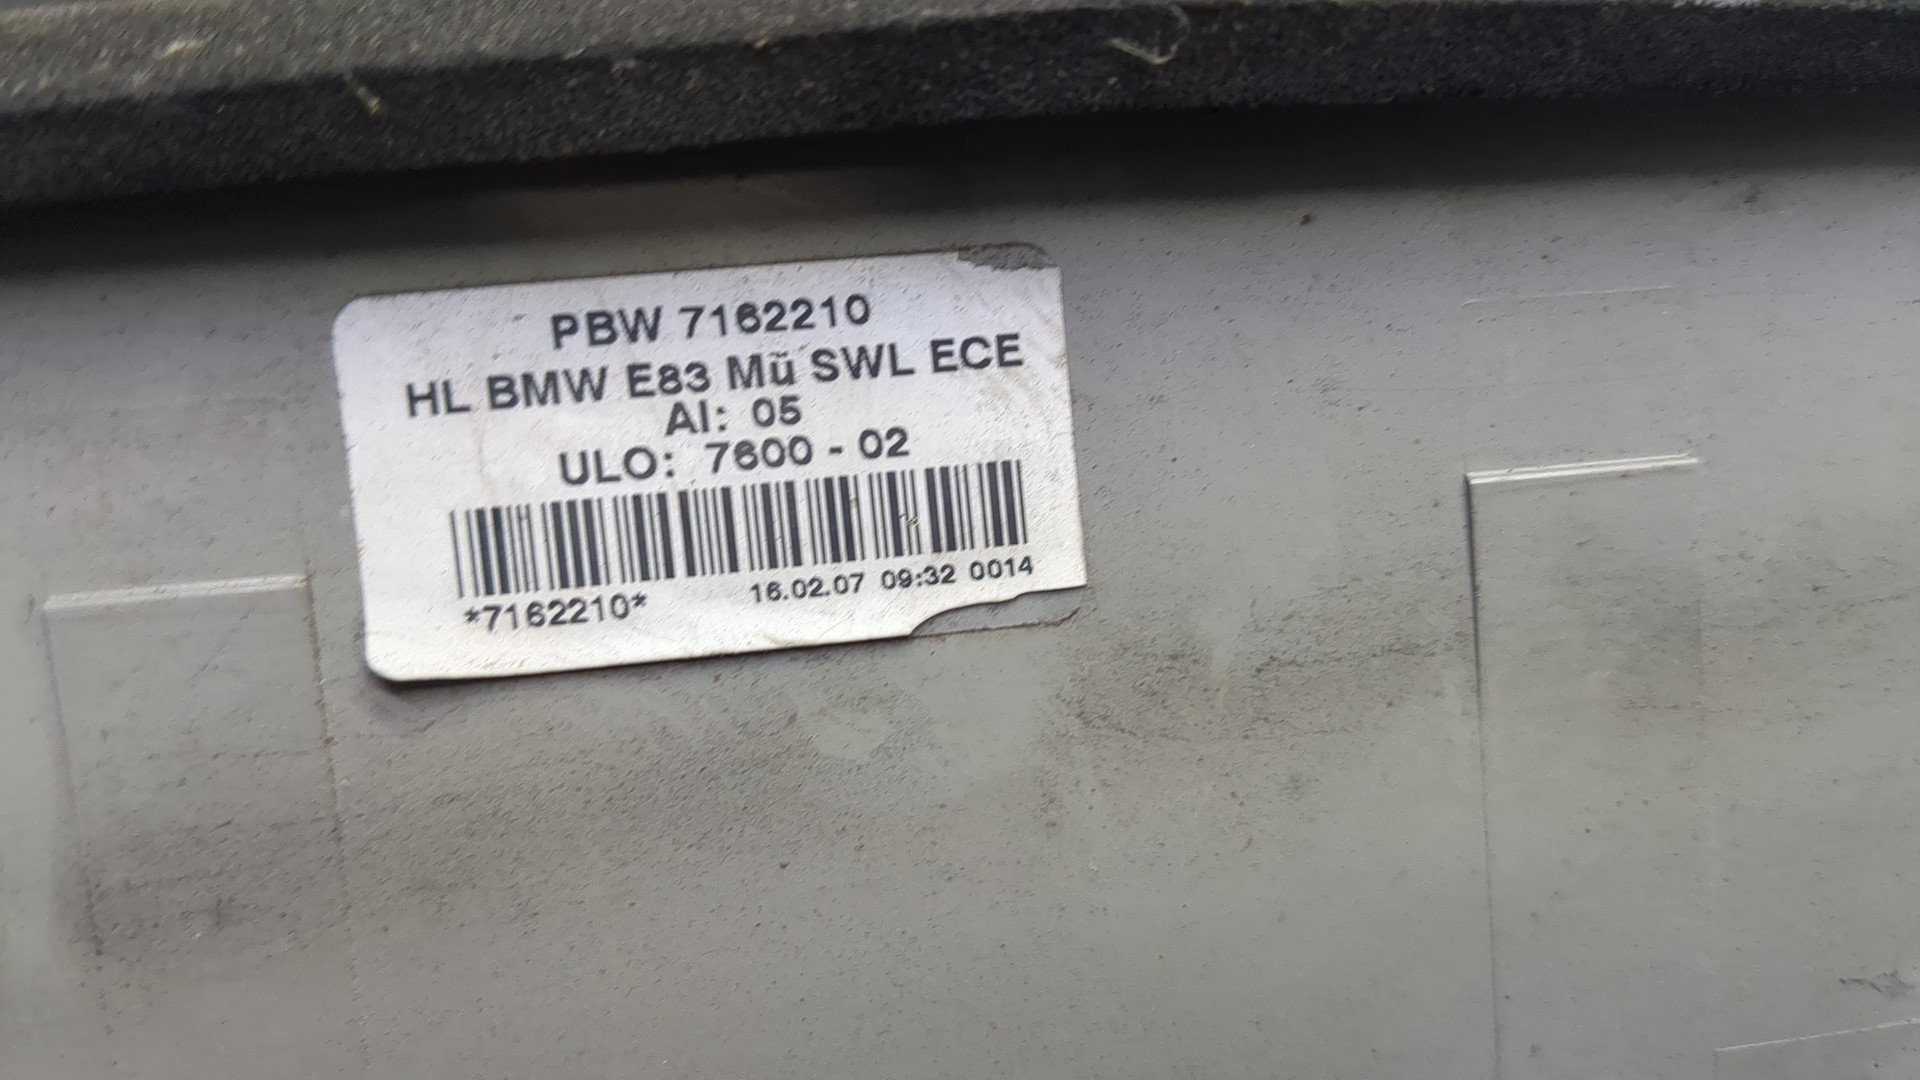 PBW 7162210
HL BMW E83 Mü SWL ECE
AI: 05
ULO: 7600 - 02
*7162210* 16.02.07 09:32 0014